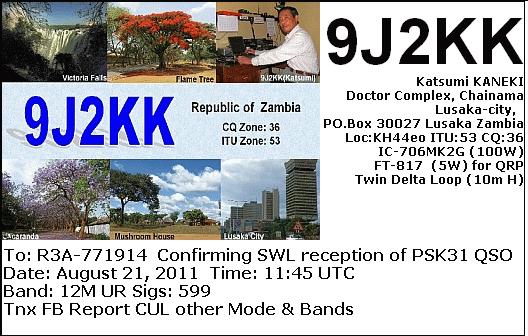 Victoria Falls
Flame Tree
9J2KK(Katsumi)
9J2KK
Republic of Zambia
CQ Zone: 36
ITU Zone: 53
Jacaranda
Mushroom House
Lusaka City
9J2KK
Katsumi KANEKI
Doctor Complex, Chainama
Lusaka-city,
PO.Box 30027 Lusaka Zambia
Loc:KH44eo ITU:53 CQ:36
IC-706MK2G (100W)
FT-817 (5W) for QRP
Twin Delta Loop (10m H)
To: R3A-771914 Confirming SWL reception of PSK31 QSO
Date: August 21, 2011 Time: 11:45 UTC
Band: 12M UR Sigs: 599
Tnx FB Report CUL other Mode & Bands